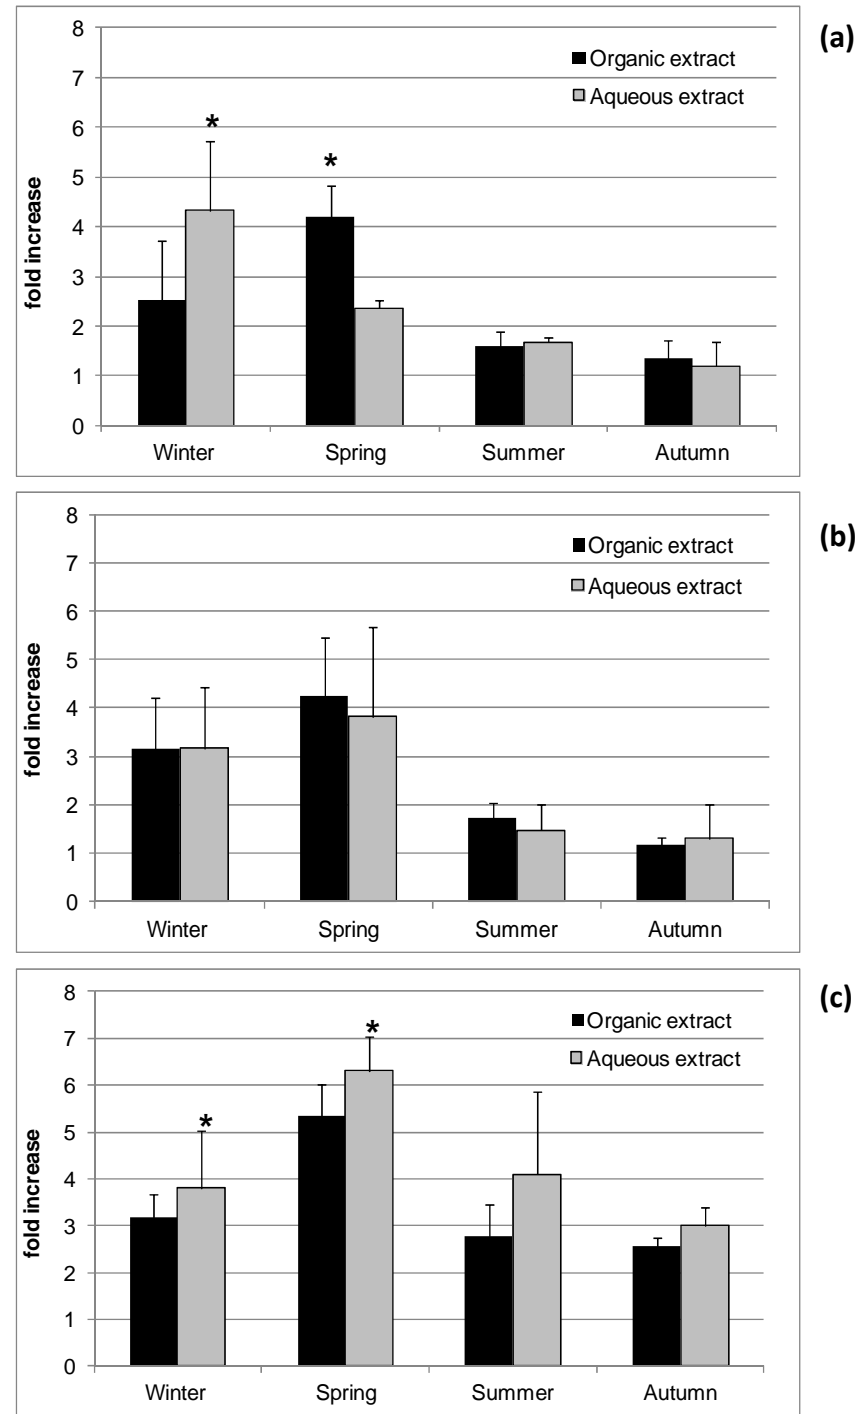 (a)
8
7
6
5
4
3
2
1
0
fold increase
Organic extract
Aqueous extract
*
*
Winter Spring Summer Autumn
(b)
8
7
6
5
4
3
2
1
0
fold increase
Organic extract
Aqueous extract
Winter Spring Summer Autumn
(c)
8
7
6
5
4
3
2
1
0
fold increase
Organic extract
Aqueous extract
*
*
Winter Spring Summer Autumn